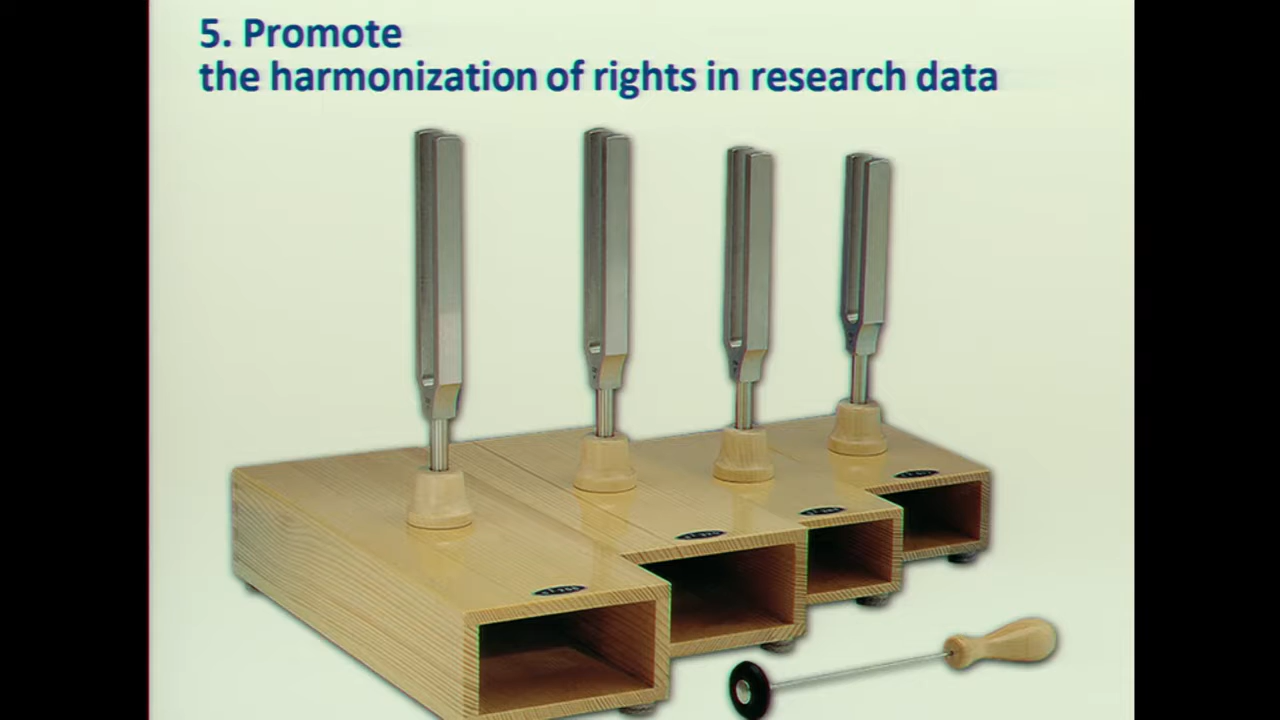 5. Promote
the harmonization of rights in research data